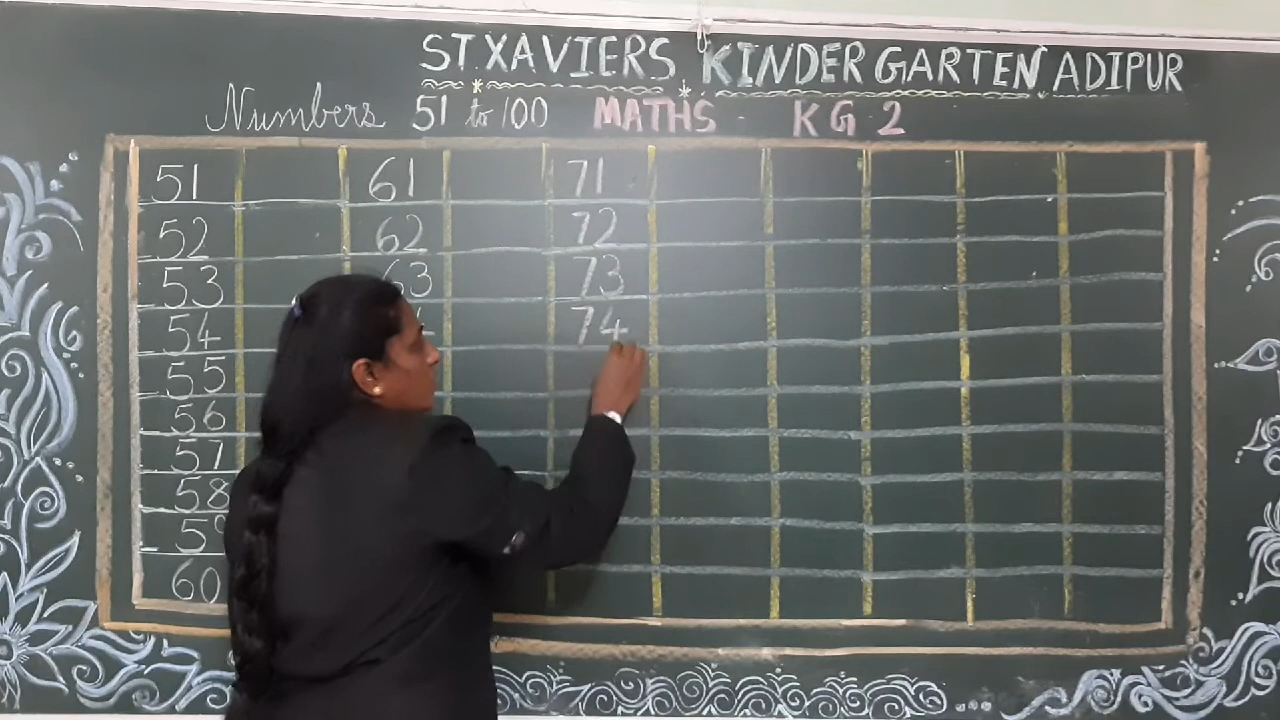 ST.XAVIERS KINDER GARTEN ADIPUR
Numbers 51 to 100 MATHS - KG 2
51 61 71
52 62 72
53 63 73
54 74
55
56
57
58
5
60